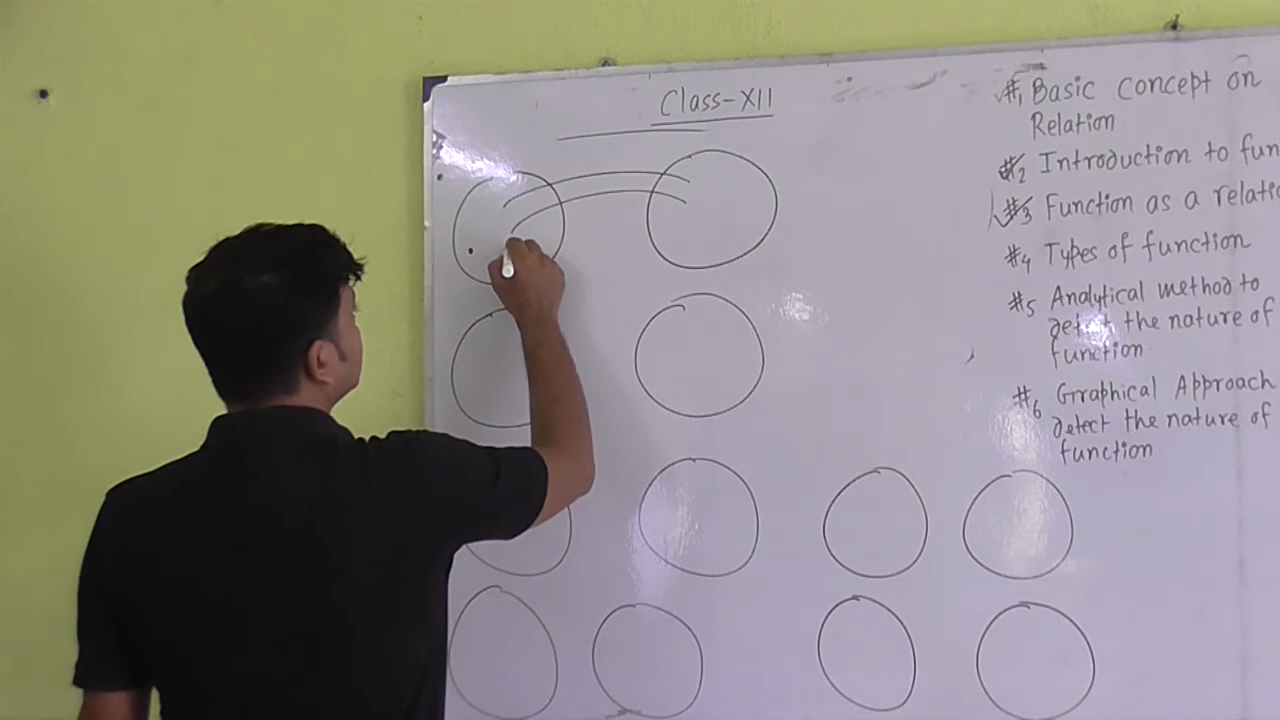 Class-XII
#1 Basic concept on
Relation
#2 Introduction to fun
#3 Function as a relatio
#4 Types of function
#5 Analytical method to
detect the nature of
function
#6 Graphical Approach
detect the nature of
function